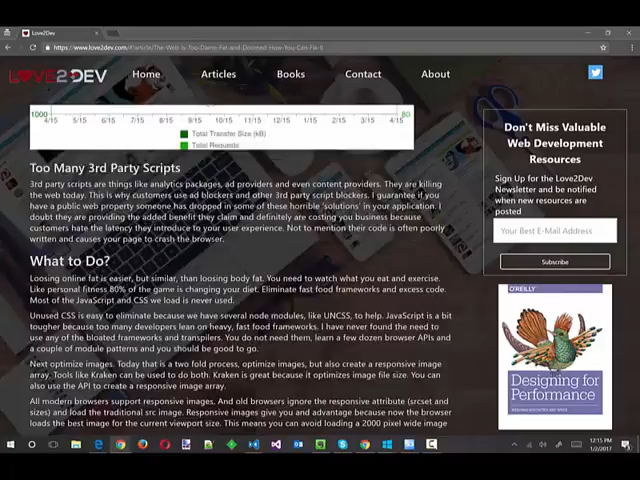 Love2Dev
https://www.love2dev.com/#!article/The-Web-Is-Too-Damn-Fat-and-Doomed-How-You-Can-Fix-It
LOVE2DEV
Home
Articles
Books
Contact
About
1000
80
4/15 5/15 6/15 7/15 8/15 9/15 10/15 11/15 12/15 1/15 2/15 3/15 4/15
Total Transfer Size (kB)
Total Requests
Too Many 3rd Party Scripts
3rd party scripts are things like analytics packages, ad providers and even content providers. They are killing
the web today. This is why customers use ad blockers and other 3rd party script blockers. I guarantee if you
have a public web property someone has dropped in some of these horrible 'solutions' in your application. I
doubt they are providing the added benefit they claim and definitely are costing you business because
customers hate the latency they introduce to your user experience. Not to mention their code is often poorly
written and causes your page to crash the browser.
What to Do?
Loosing online fat is easier, but similar, than loosing body fat. You need to watch what you eat and exercise.
Like personal fitness 80% of the game is changing your diet. Eliminate fast food frameworks and excess code.
Most of the JavaScript and CSS we load is never used.
Unused CSS is easy to eliminate because we have several node modules, like UNCSS, to help. JavaScript is a bit
tougher because too many developers lean on heavy, fast food frameworks. I have never found the need to
use any of the bloated frameworks and transpilers. You do not need them, learn a few dozen browser APIs and
a couple of module patterns and you should be good to go.
Next optimize images. Today that is a two fold process, optimize images, but also create a responsive image
array. Tools like Kraken can be used to do both. Kraken is great because it optimizes image file size. You can
also use the API to create a responsive image array.
All modern browsers support responsive images. And old browsers ignore the responsive attribute (srcset and
sizes) and load the traditional src image. Responsive images give you and advantage because now the browser
loads the best image for the current viewport size. This means you can avoid loading a 2000 pixel wide image
Don't Miss Valuable
Web Development
Resources
Sign Up for the Love2Dev
Newsletter and be notified
when new resources are
posted
Your Best E-Mail Address
Subscribe
O'REILLY
Designing for
Performance
12:15 PM
1/2/2017